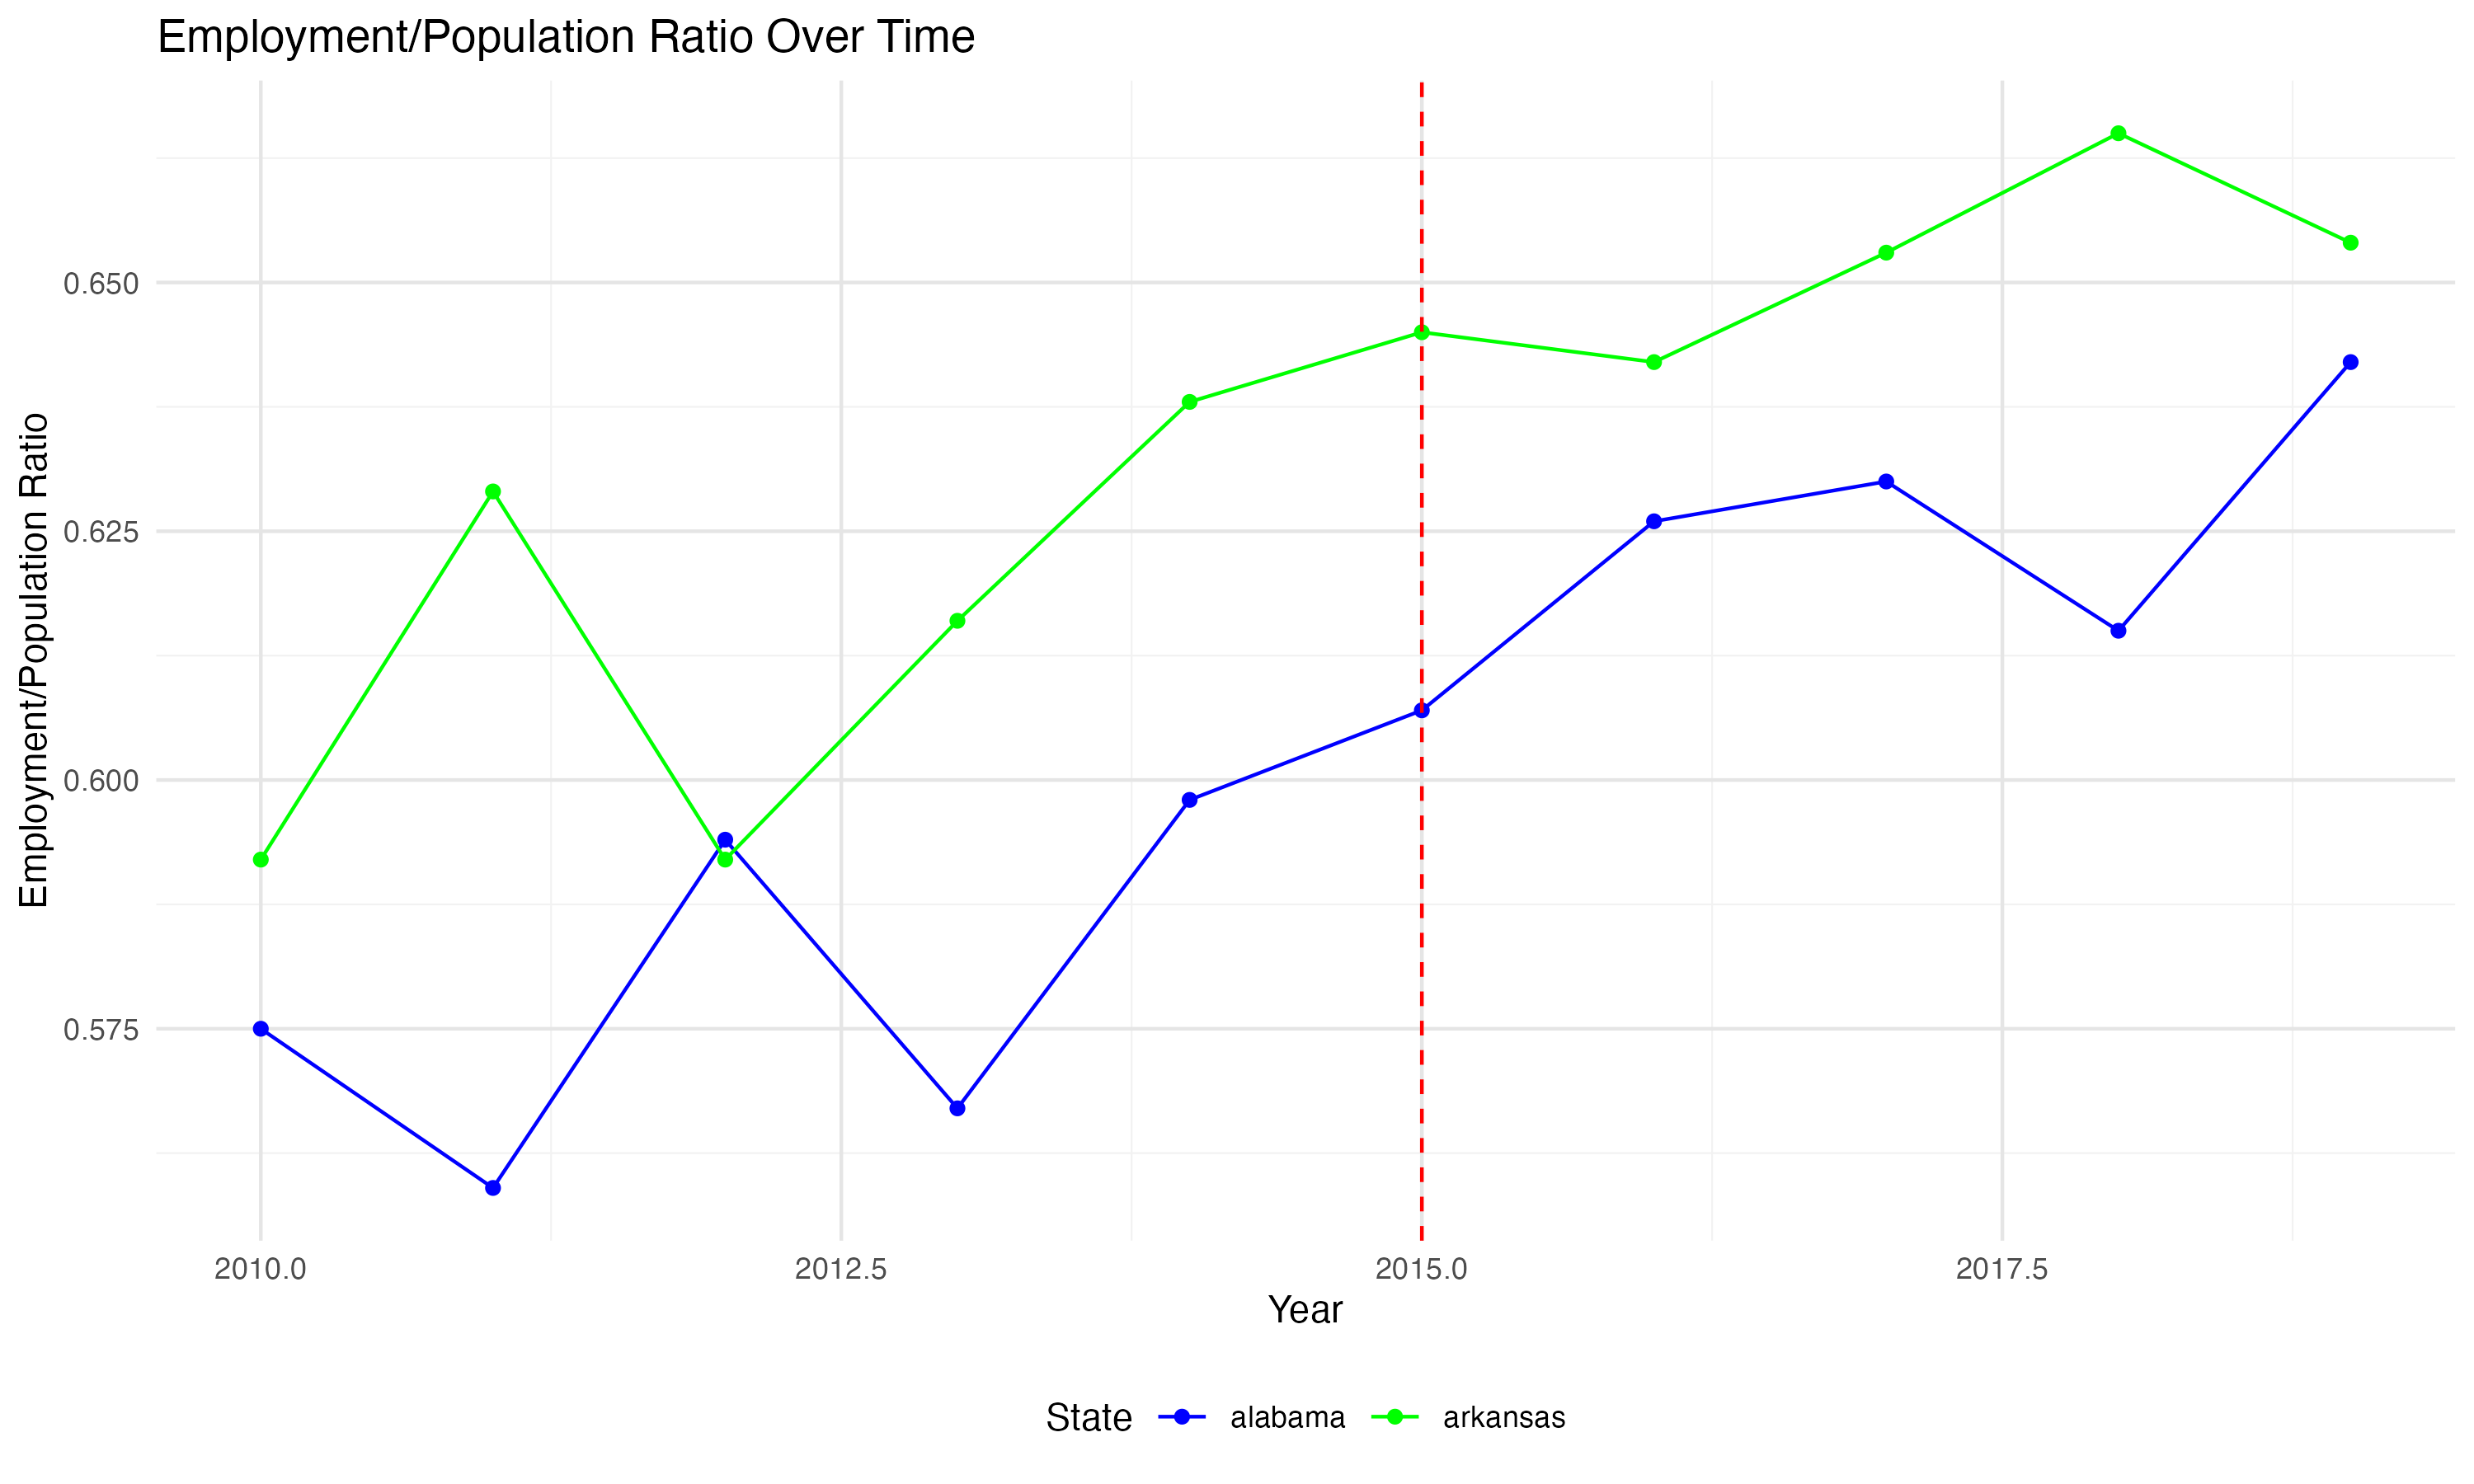 Employment/Population Ratio Over Time
Employment/Population Ratio
0.650
0.625
0.600
0.575
2010.0 2012.5 2015.0 2017.5
Year
State alabama arkansas